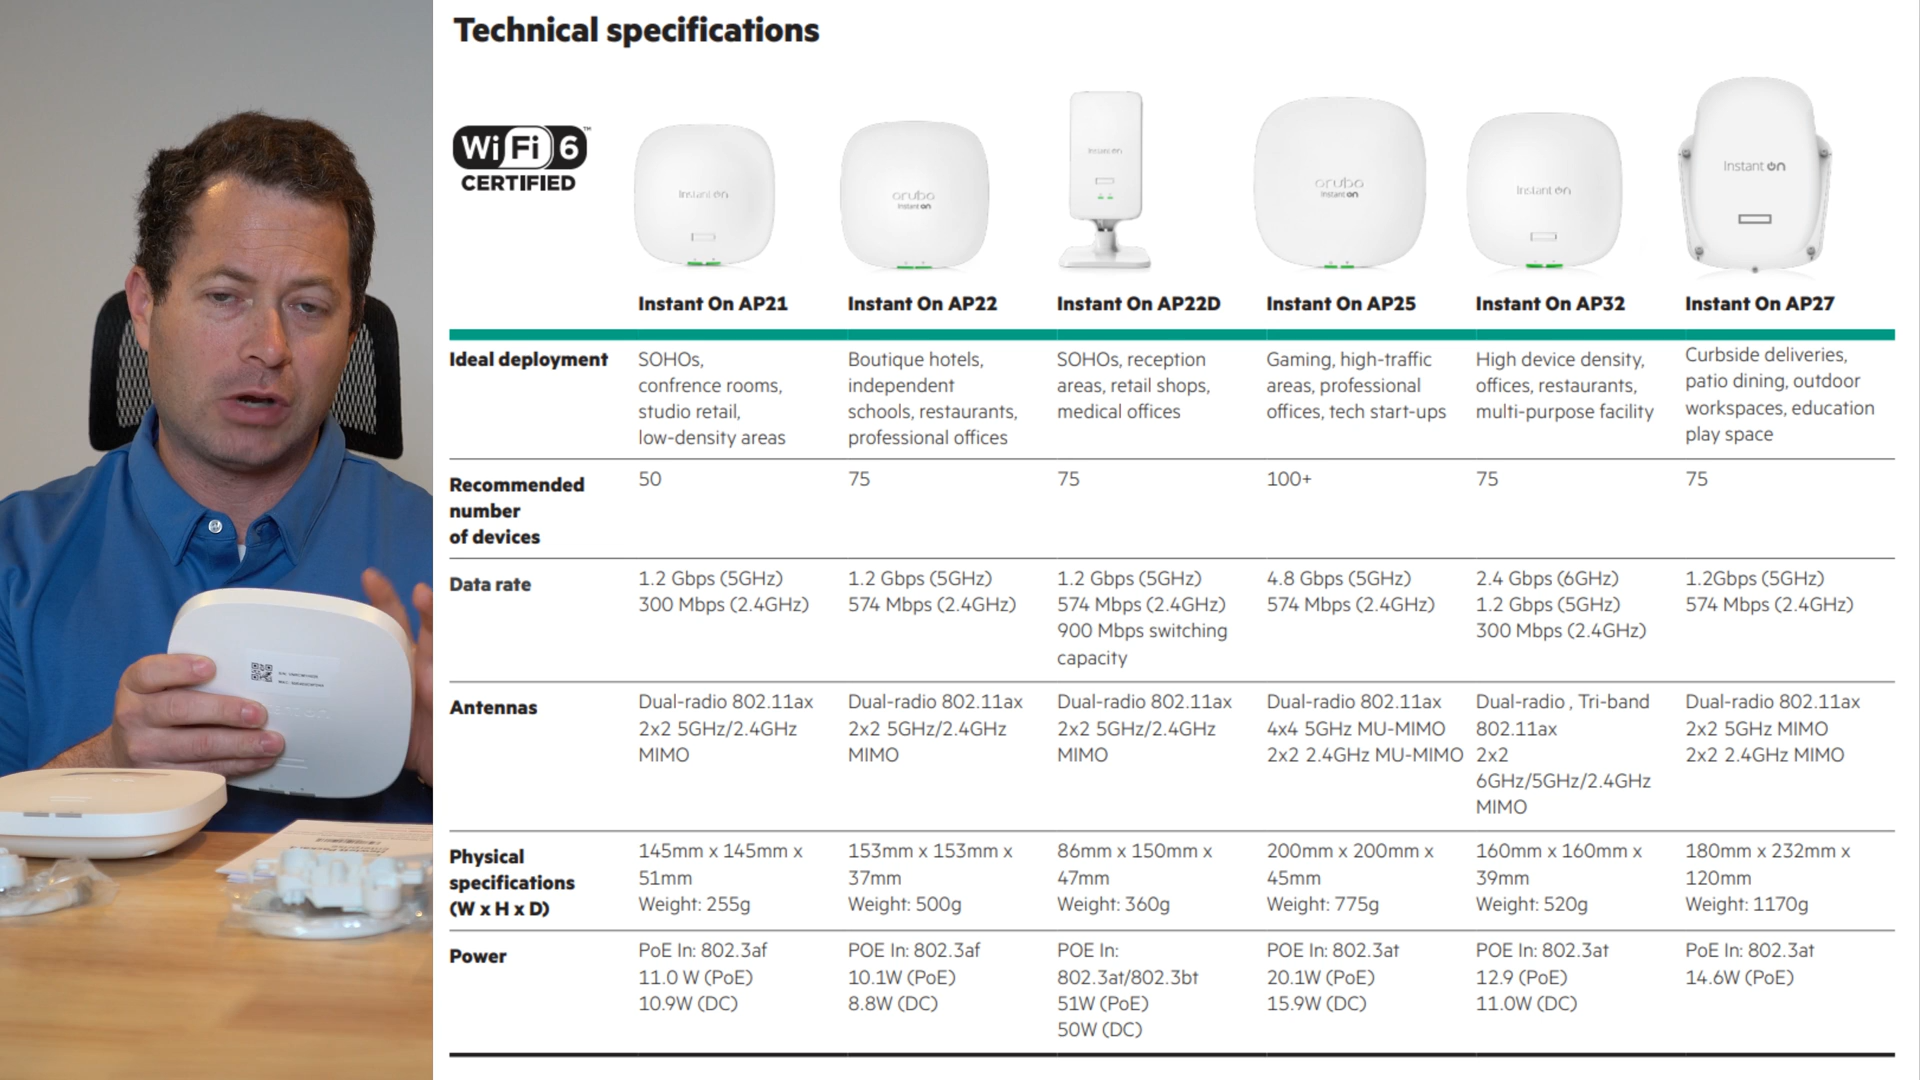 Technical specifications
Wi Fi 6™
CERTIFIED
Instant On
aruba
Instant on
Instant On
aruba
Instant on
Instant On
Instant On
Instant On AP21
Instant On AP22
Instant On AP22D
Instant On AP25
Instant On AP32
Instant On AP27
Ideal deployment
SOHOs,
confrence rooms,
studio retail,
low-density areas
Boutique hotels,
independent
schools, restaurants,
professional offices
SOHOs, reception
areas, retail shops,
medical offices
Gaming, high-traffic
areas, professional
offices, tech start-ups
High device density,
offices, restaurants,
multi-purpose facility
Curbside deliveries,
patio dining, outdoor
workspaces, education
play space
Recommended
number
of devices
50
75
75
100+
75
75
Data rate
1.2 Gbps (5GHz)
300 Mbps (2.4GHz)
1.2 Gbps (5GHz)
574 Mbps (2.4GHz)
1.2 Gbps (5GHz)
574 Mbps (2.4GHz)
900 Mbps switching
capacity
4.8 Gbps (5GHz)
574 Mbps (2.4GHz)
2.4 Gbps (6GHz)
1.2 Gbps (5GHz)
300 Mbps (2.4GHz)
1.2Gbps (5GHz)
574 Mbps (2.4GHz)
Antennas
Dual-radio 802.11ax
2x2 5GHz/2.4GHz
MIMO
Dual-radio 802.11ax
2x2 5GHz/2.4GHz
MIMO
Dual-radio 802.11ax
2x2 5GHz/2.4GHz
MIMO
Dual-radio 802.11ax
4x4 5GHz MU-MIMO
2x2 2.4GHz MU-MIMO
Dual-radio , Tri-band
802.11ax
2x2
6GHz/5GHz/2.4GHz
MIMO
Dual-radio 802.11ax
2x2 5GHz MIMO
2x2 2.4GHz MIMO
Physical
specifications
(W x H x D)
145mm x 145mm x
51mm
Weight: 255g
153mm x 153mm x
37mm
Weight: 500g
86mm x 150mm x
47mm
Weight: 360g
200mm x 200mm x
45mm
Weight: 775g
160mm x 160mm x
39mm
Weight: 520g
180mm x 232mm x
120mm
Weight: 1170g
Power
PoE In: 802.3af
11.0 W (PoE)
10.9W (DC)
POE In: 802.3af
10.1W (PoE)
8.8W (DC)
POE In:
802.3at/802.3bt
51W (PoE)
50W (DC)
POE In: 802.3at
20.1W (PoE)
15.9W (DC)
POE In: 802.3at
12.9 (PoE)
11.0W (DC)
PoE In: 802.3at
14.6W (PoE)